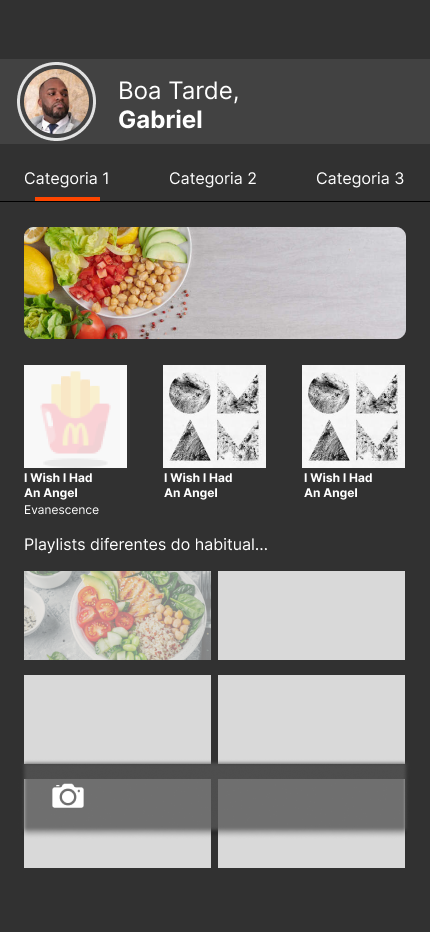 Boa Tarde,
Gabriel
Categoria 1
Categoria 2
Categoria 3
I Wish I Had
An Angel
Evanescence
I Wish I Had
An Angel
I Wish I Had
An Angel
Playlists diferentes do habitual...